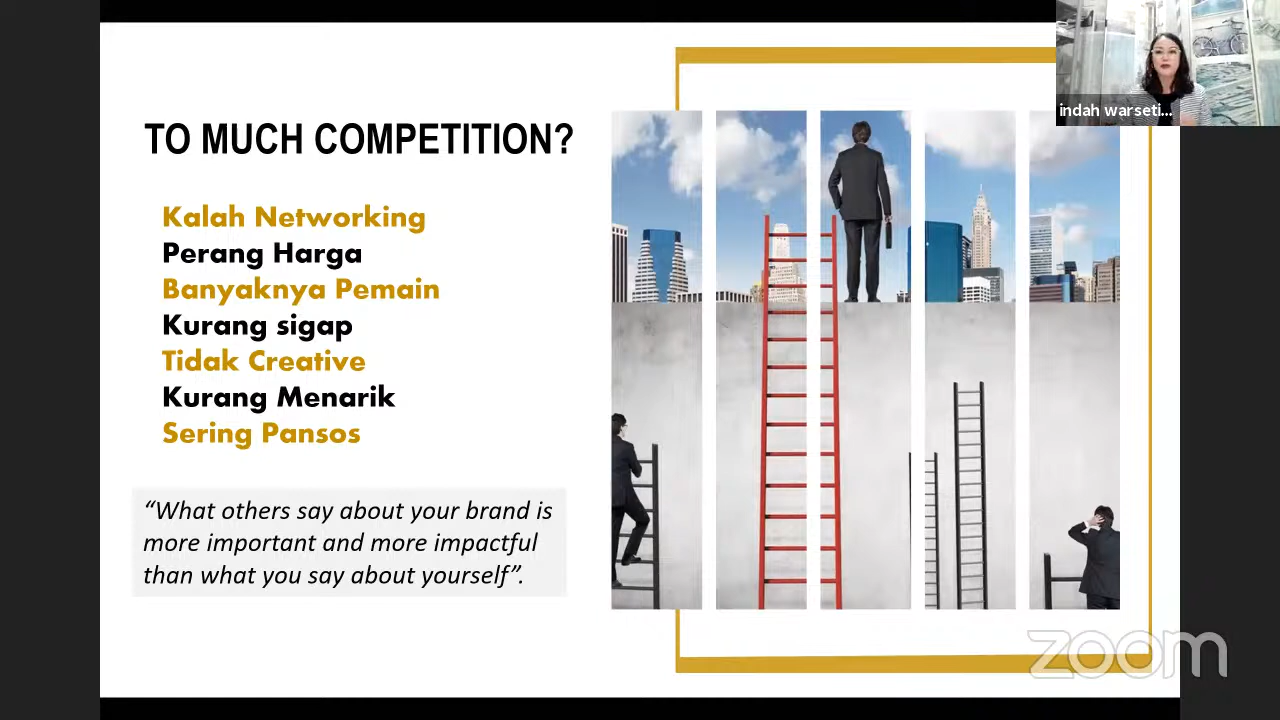 TO MUCH COMPETITION?
Kalah Networking
Perang Harga
Banyaknya Pemain
Kurang sigap
Tidak Creative
Kurang Menarik
Sering Pansos
“What others say about your brand is
more important and more impactful
than what you say about yourself”.
indah warseti...
zoom